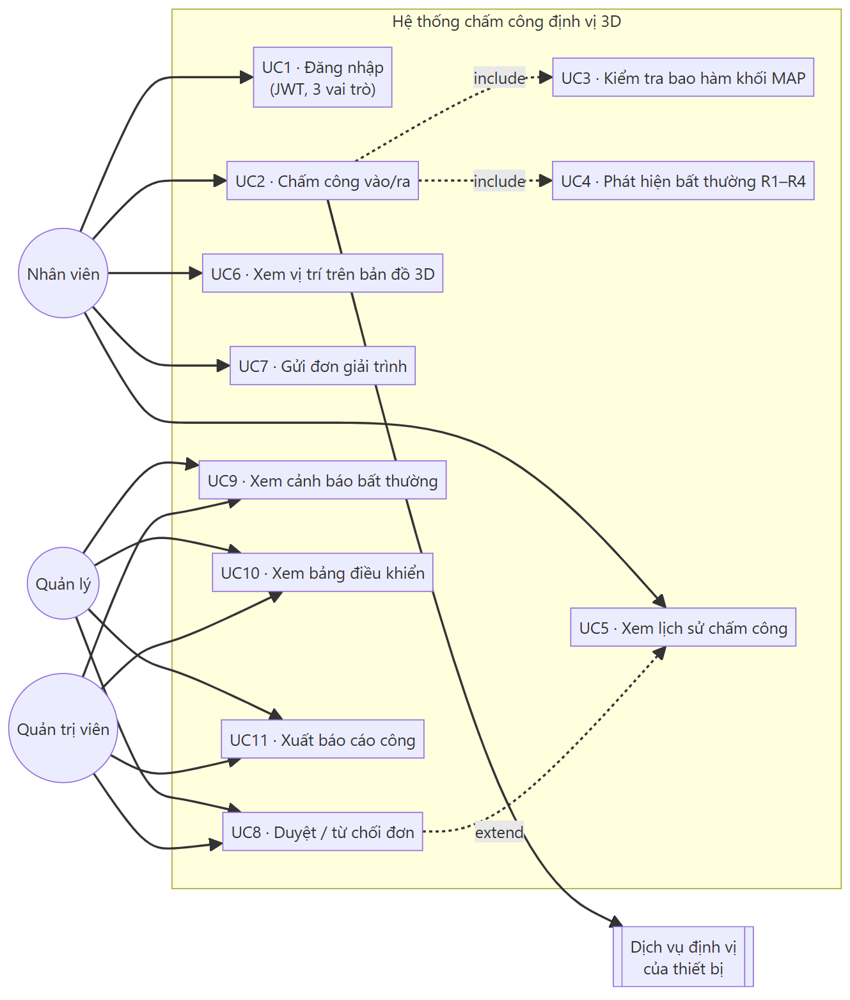 Hệ thống chấm công định vị 3D
UC1 · Đăng nhập
(JWT, 3 vai trò)
include
UC3 · Kiểm tra bao hàm khối MAP
UC2 · Chấm công vào/ra
include
UC4 · Phát hiện bất thường R1–R4
Nhân viên
UC6 · Xem vị trí trên bản đồ 3D
UC7 · Gửi đơn giải trình
UC9 · Xem cảnh báo bất thường
Quản lý
UC10 · Xem bảng điều khiển
UC5 · Xem lịch sử chấm công
Quản trị viên
UC11 · Xuất báo cáo công
UC8 · Duyệt / từ chối đơn
extend
Dịch vụ định vị
của thiết bị